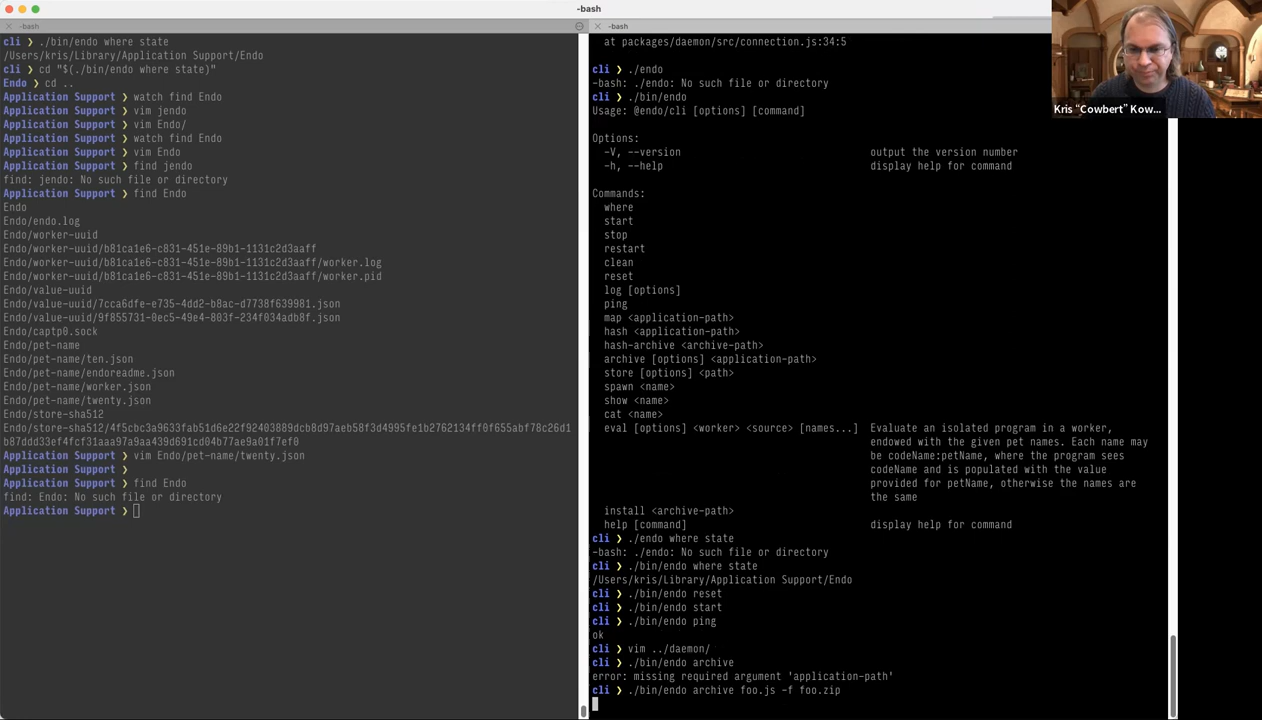 -bash
-bash
cli ❯ ./bin/endo where state
/Users/kris/Library/Application Support/Endo
cli ❯ cd "$(./bin/endo where state)"
Endo ❯ cd ..
Application Support ❯ watch find Endo
Application Support ❯ vim jendo
Application Support ❯ vim Endo/
Application Support ❯ watch find Endo
Application Support ❯ vim Endo
Application Support ❯ find jendo
find: jendo: No such file or directory
Application Support ❯ find Endo
Endo
Endo/endo.log
Endo/worker-uuid
Endo/worker-uuid/b81ca1e6-c831-451e-89b1-1131c2d3aaff
Endo/worker-uuid/b81ca1e6-c831-451e-89b1-1131c2d3aaff/worker.log
Endo/worker-uuid/b81ca1e6-c831-451e-89b1-1131c2d3aaff/worker.pid
Endo/value-uuid
Endo/value-uuid/7cca6dfe-e735-4dd2-b8ac-d7738f639981.json
Endo/value-uuid/9f855731-0ec5-49e4-803f-234f034adb8f.json
Endo/captp0.sock
Endo/pet-name
Endo/pet-name/ten.json
Endo/pet-name/endoreadme.json
Endo/pet-name/worker.json
Endo/pet-name/twenty.json
Endo/store-sha512
Endo/store-sha512/4f5cbc3a9633fab51d6e22f92403889dcb8d97aeb58f3d4995fe1b2762134ff0f655abf78c26d1
b87ddd33ef4fcf31aaa97a9aa439d691cd04b77ae9a01f7ef0
Application Support ❯ vim Endo/pet-name/twenty.json
Application Support ❯
Application Support ❯ find Endo
find: Endo: No such file or directory
Application Support ❯
-bash
at packages/daemon/src/connection.js:34:5
cli ❯ ./endo
-bash: ./endo: No such file or directory
cli ❯ ./bin/endo
Usage: @endo/cli [options] [command]
Options:
-V, --version output the version number
-h, --help display help for command
Commands:
where
start
stop
restart
clean
reset
log [options]
ping
map <application-path>
hash <application-path>
hash-archive <archive-path>
archive [options] <application-path>
store [options] <path>
spawn <name>
show <name>
cat <name>
eval [options] <worker> <source> [names...] Evaluate an isolated program in a worker,
endowed with the given pet names. Each name may
be codeName:petName, where the program sees
codeName and is populated with the value
provided for petName, otherwise the names are
the same
install <archive-path>
help [command] display help for command
cli ❯ ./endo where state
-bash: ./endo: No such file or directory
cli ❯ ./bin/endo where state
/Users/kris/Library/Application Support/Endo
cli ❯ ./bin/endo reset
cli ❯ ./bin/endo start
cli ❯ ./bin/endo ping
ok
cli ❯ vim ../daemon/
cli ❯ ./bin/endo archive
error: missing required argument 'application-path'
cli ❯ ./bin/endo archive foo.js -f foo.zip
Kris "Cowbert" Kow...